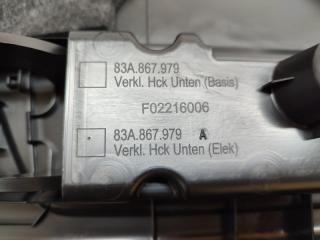 83A.867.979
Verkl. Hck Unten (Basis)
F02216006
83A.867.979 A
Verkl. Hck Unten (Elek)